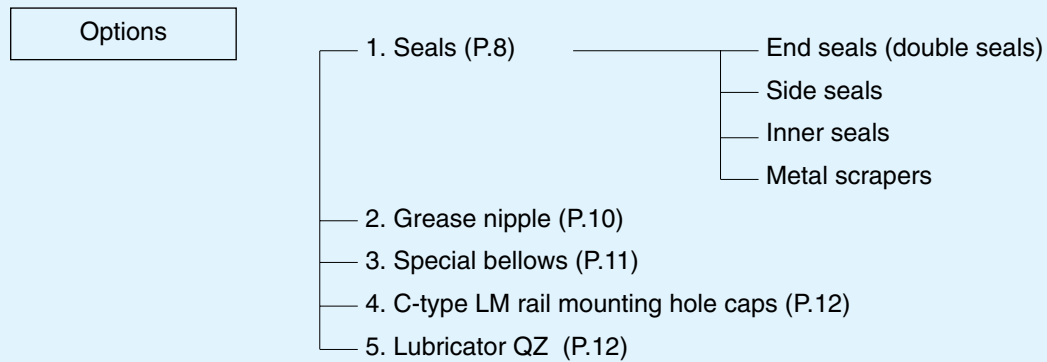 Options
1. Seals (P.8)
End seals (double seals)
Side seals
Inner seals
Metal scrapers
2. Grease nipple (P.10)
3. Special bellows (P.11)
4. C-type LM rail mounting hole caps (P.12)
5. Lubricator QZ (P.12)